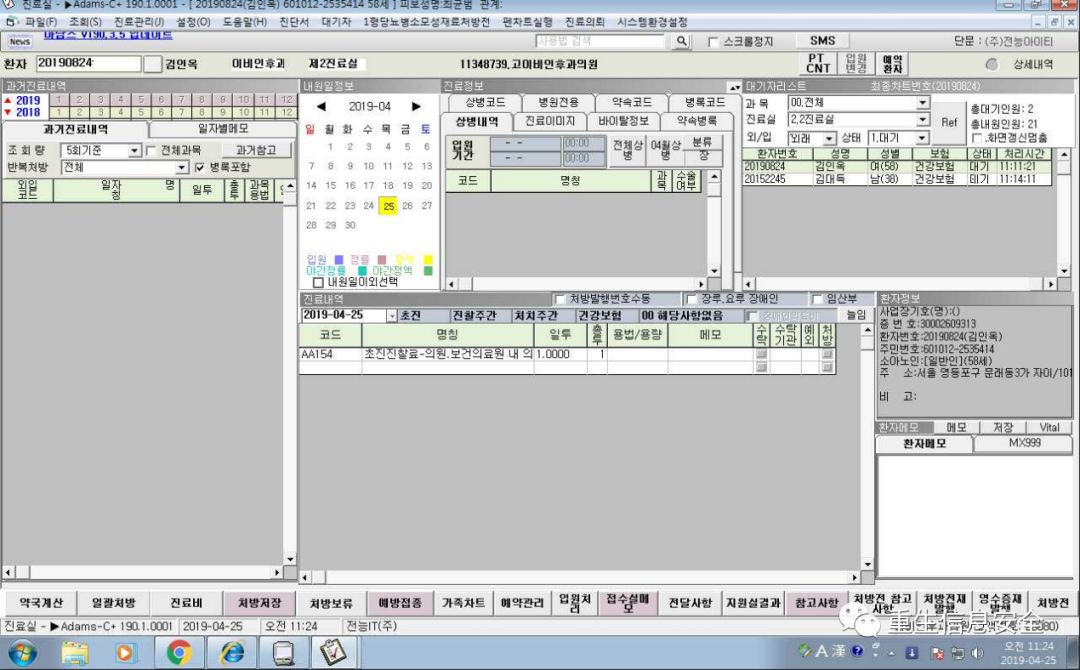 진료실 - ▶Adams-C+ 190.1.0001 - [ 20190824(김인옥) 601012-2535414 58세 ] 피보성명:최균범 관계:
파일(F) 조회(S) 진료관리(J) 설정(O) 도움말(H) 진단서 대기자 1형당뇨병소모성재료처방전 펜차트실행 진료의뢰 시스템환경설정
News 아담스 V190.3.5 업데이트 사용법 검색 스크롤정지 SMS 단문 : (주)전능아이티
환자 20190824 김인옥 이비인후과 제2진료실 11348739,고이비인후과의원 PT CNT 입원변경 예약환자 상세내역
과거진료내역
2019 1 2 3 4 5 6 7 8 9 10 11 12
2018 1 2 3 4 5 6 7 8 9 10 11 12
과거진료내역 일자별메모
조 회 량 5회기준 전체과목 과거참고
반복처방 전체 병록포함
외입 코드 일자 명칭 일투 총투 과목 용법
내원일정보
2019-04
일 월 화 수 목 금 토
1 2 3 4 5 6
7 8 9 10 11 12 13
14 15 16 17 18 19 20
21 22 23 24 25 26 27
28 29 30
입원 정률 정액
야간정률 야간정액
내원일이외선택
진료정보
상병코드 병원전용 약속코드 병록코드
상병내역 진료이미지 바이탈정보 약속병록
입원기간 - - 00:00 전체상병 04월상병 분류장
- - 00:00
코드 명칭 과목 수술여부
대기자리스트 최종차트번호(20190824)
과 목 00.전체 총대기인원: 2
진료실 2,2진료실 Ref 총내원인원: 21
외/입 외래 상태 1.대기 .화면갱신멈춤
환자번호 성명 성별 보험 상태 처리시간
20190824 김인옥 여(58) 건강보험 대기 11:11:21
20152245 김대득 남(38) 건강보험 대기 11:14:11
진료내역 처방발행번호수동 장루,요루 장애인 임산부
2019-04-25 초진 진찰주간 처치주간 건강보험 00 해당사항없음 늘임
코드 명칭 일투 총투 용법/용량 메모 수탁 수탁기관 예외 처방
AA154 초진진찰료-의원,보건의료원 내 의 1.0000 1
환자정보
사업장기호(명):()
증 번 호:30002609313
환자번호:20190824(김인옥)
주민번호:601012-2535414
소아노인:[일반인](58세)
주 소:서울 영등포구 문래동3가 자이/101
비 고:
환자메모 메모 저장 Vital
환자메모 MX999
약국계산 일괄처방 진료비 처방저장 처방보류 예방접종 가족차트 예약관리 입원처리 접수실메모 전달사항 지원실결과 참고사항 처방전 참고사항 처방전재발행 영수증재발행 처방전
진료실 - ▶Adams-C+ 190.1.0001 2019-04-25 오전 11:24 전능IT(주)
重生信息安全
A 漢 오전 11:24
2019-04-25